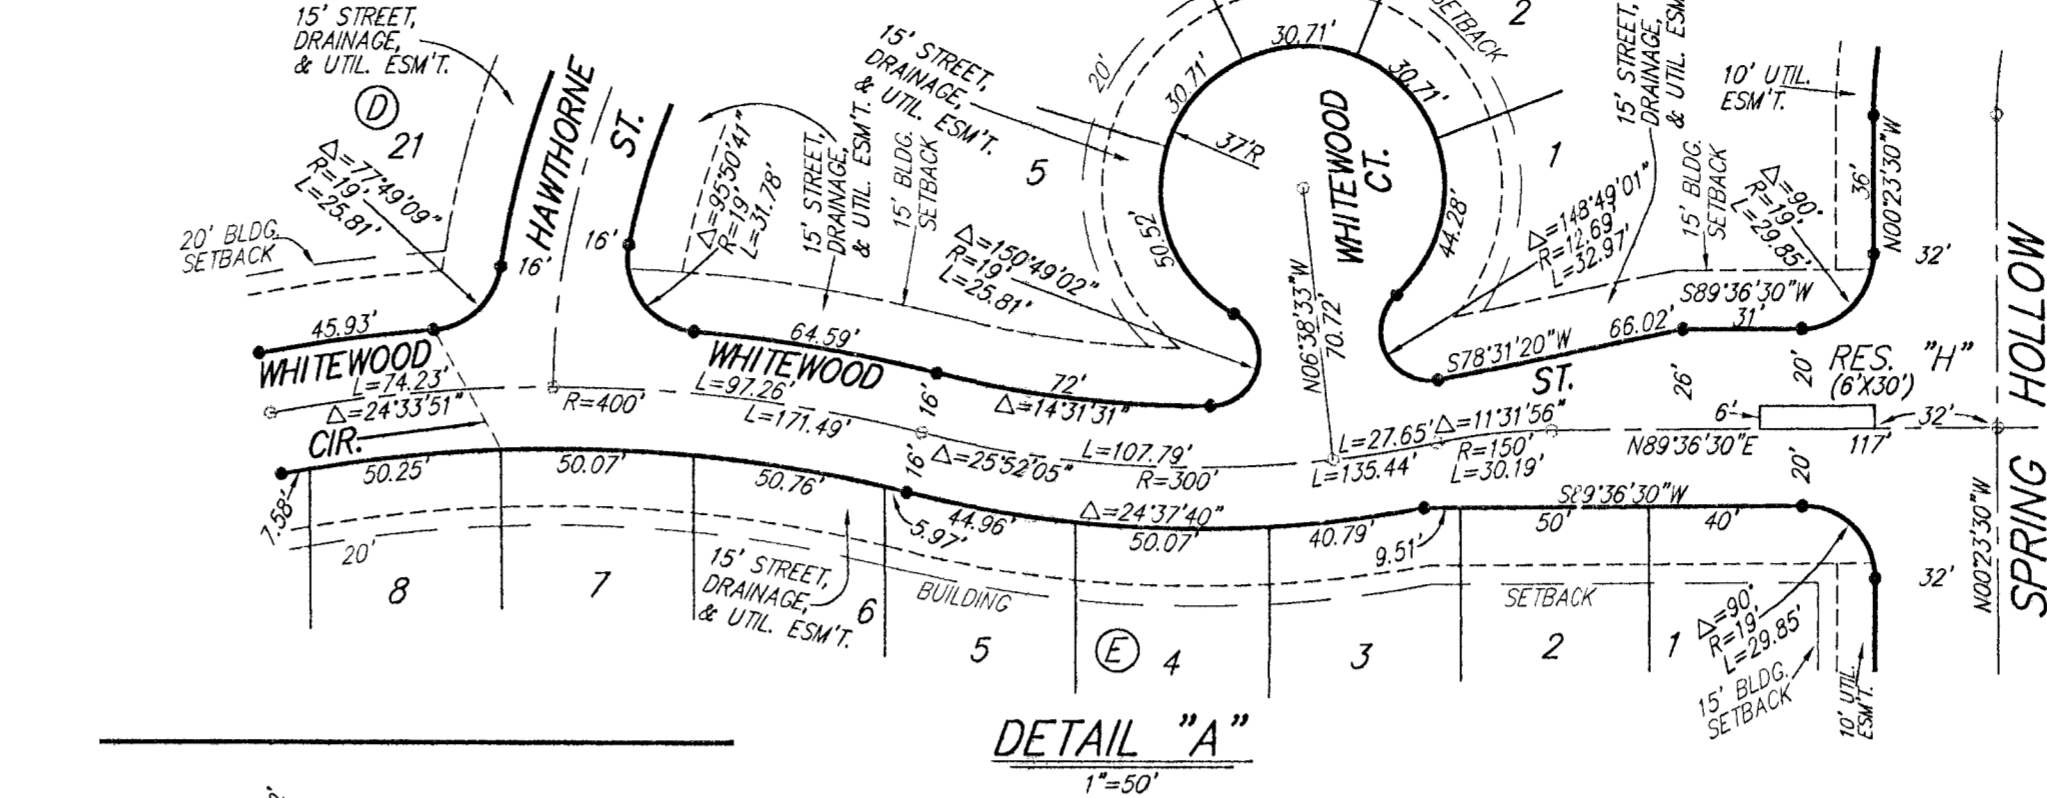 15' STREET,
DRAINAGE,
& UTIL. ESM'T.
D
21
Δ=77°49'09"
R=19'
L=25.81'
20' BLDG.
SETBACK
HAWTHORNE
ST.
16'
16'
Δ=95°50'41"
R=19'
L=31.78'
15' STREET,
DRAINAGE,
& UTIL. ESM'T.
15' BLDG.
SETBACK
15' STREET,
DRAINAGE,
& UTIL. ESM'T.
5
20'
30.71'
30.71'
30.71'
37'R
50.52'
44.28'
WHITEWOOD
CT.
SETBACK
2
1
15' STREET,
DRAINAGE,
& UTIL. ESM'T.
10' UTIL.
ESM'T.
15' BLDG.
SETBACK
Δ=150°49'02"
R=19'
L=25.81'
Δ=148°49'01"
R=12.69'
L=32.97'
Δ=90°
R=19'
L=29.85'
36'
N00°23'30"W
32'
N06°38'33"W
70.72'
45.93'
WHITEWOOD
L=74.23'
Δ=24°33'51"
CIR.
64.59'
WHITEWOOD
R=400'
L=97.26'
L=171.49'
16'
16'
72'
Δ=14°31'31"
Δ=25°52'05"
L=107.79'
R=300'
L=27.65'
L=135.44'
Δ=11°31'56"
R=150'
L=30.19'
S78°31'20"W
66.02'
ST.
S89°36'30"W
31'
26'
20'
RES. "H"
(6'X30')
6'
32'
N89°36'30"E
117'
20'
S89°36'30"W
7.58'
50.25'
50.07'
50.76'
5.97'
44.96'
Δ=24°37'40"
50.07'
40.79'
9.51'
50'
40'
20'
BUILDING
SETBACK
8
7
6
5
E
4
3
2
1
15' STREET,
DRAINAGE,
& UTIL. ESM'T.
Δ=90°
R=19'
L=29.85'
15' BLDG.
SETBACK
10' UTIL.
ESM'T.
32'
N00°23'30"W
SPRING HOLLOW
DETAIL "A"
1"=50'